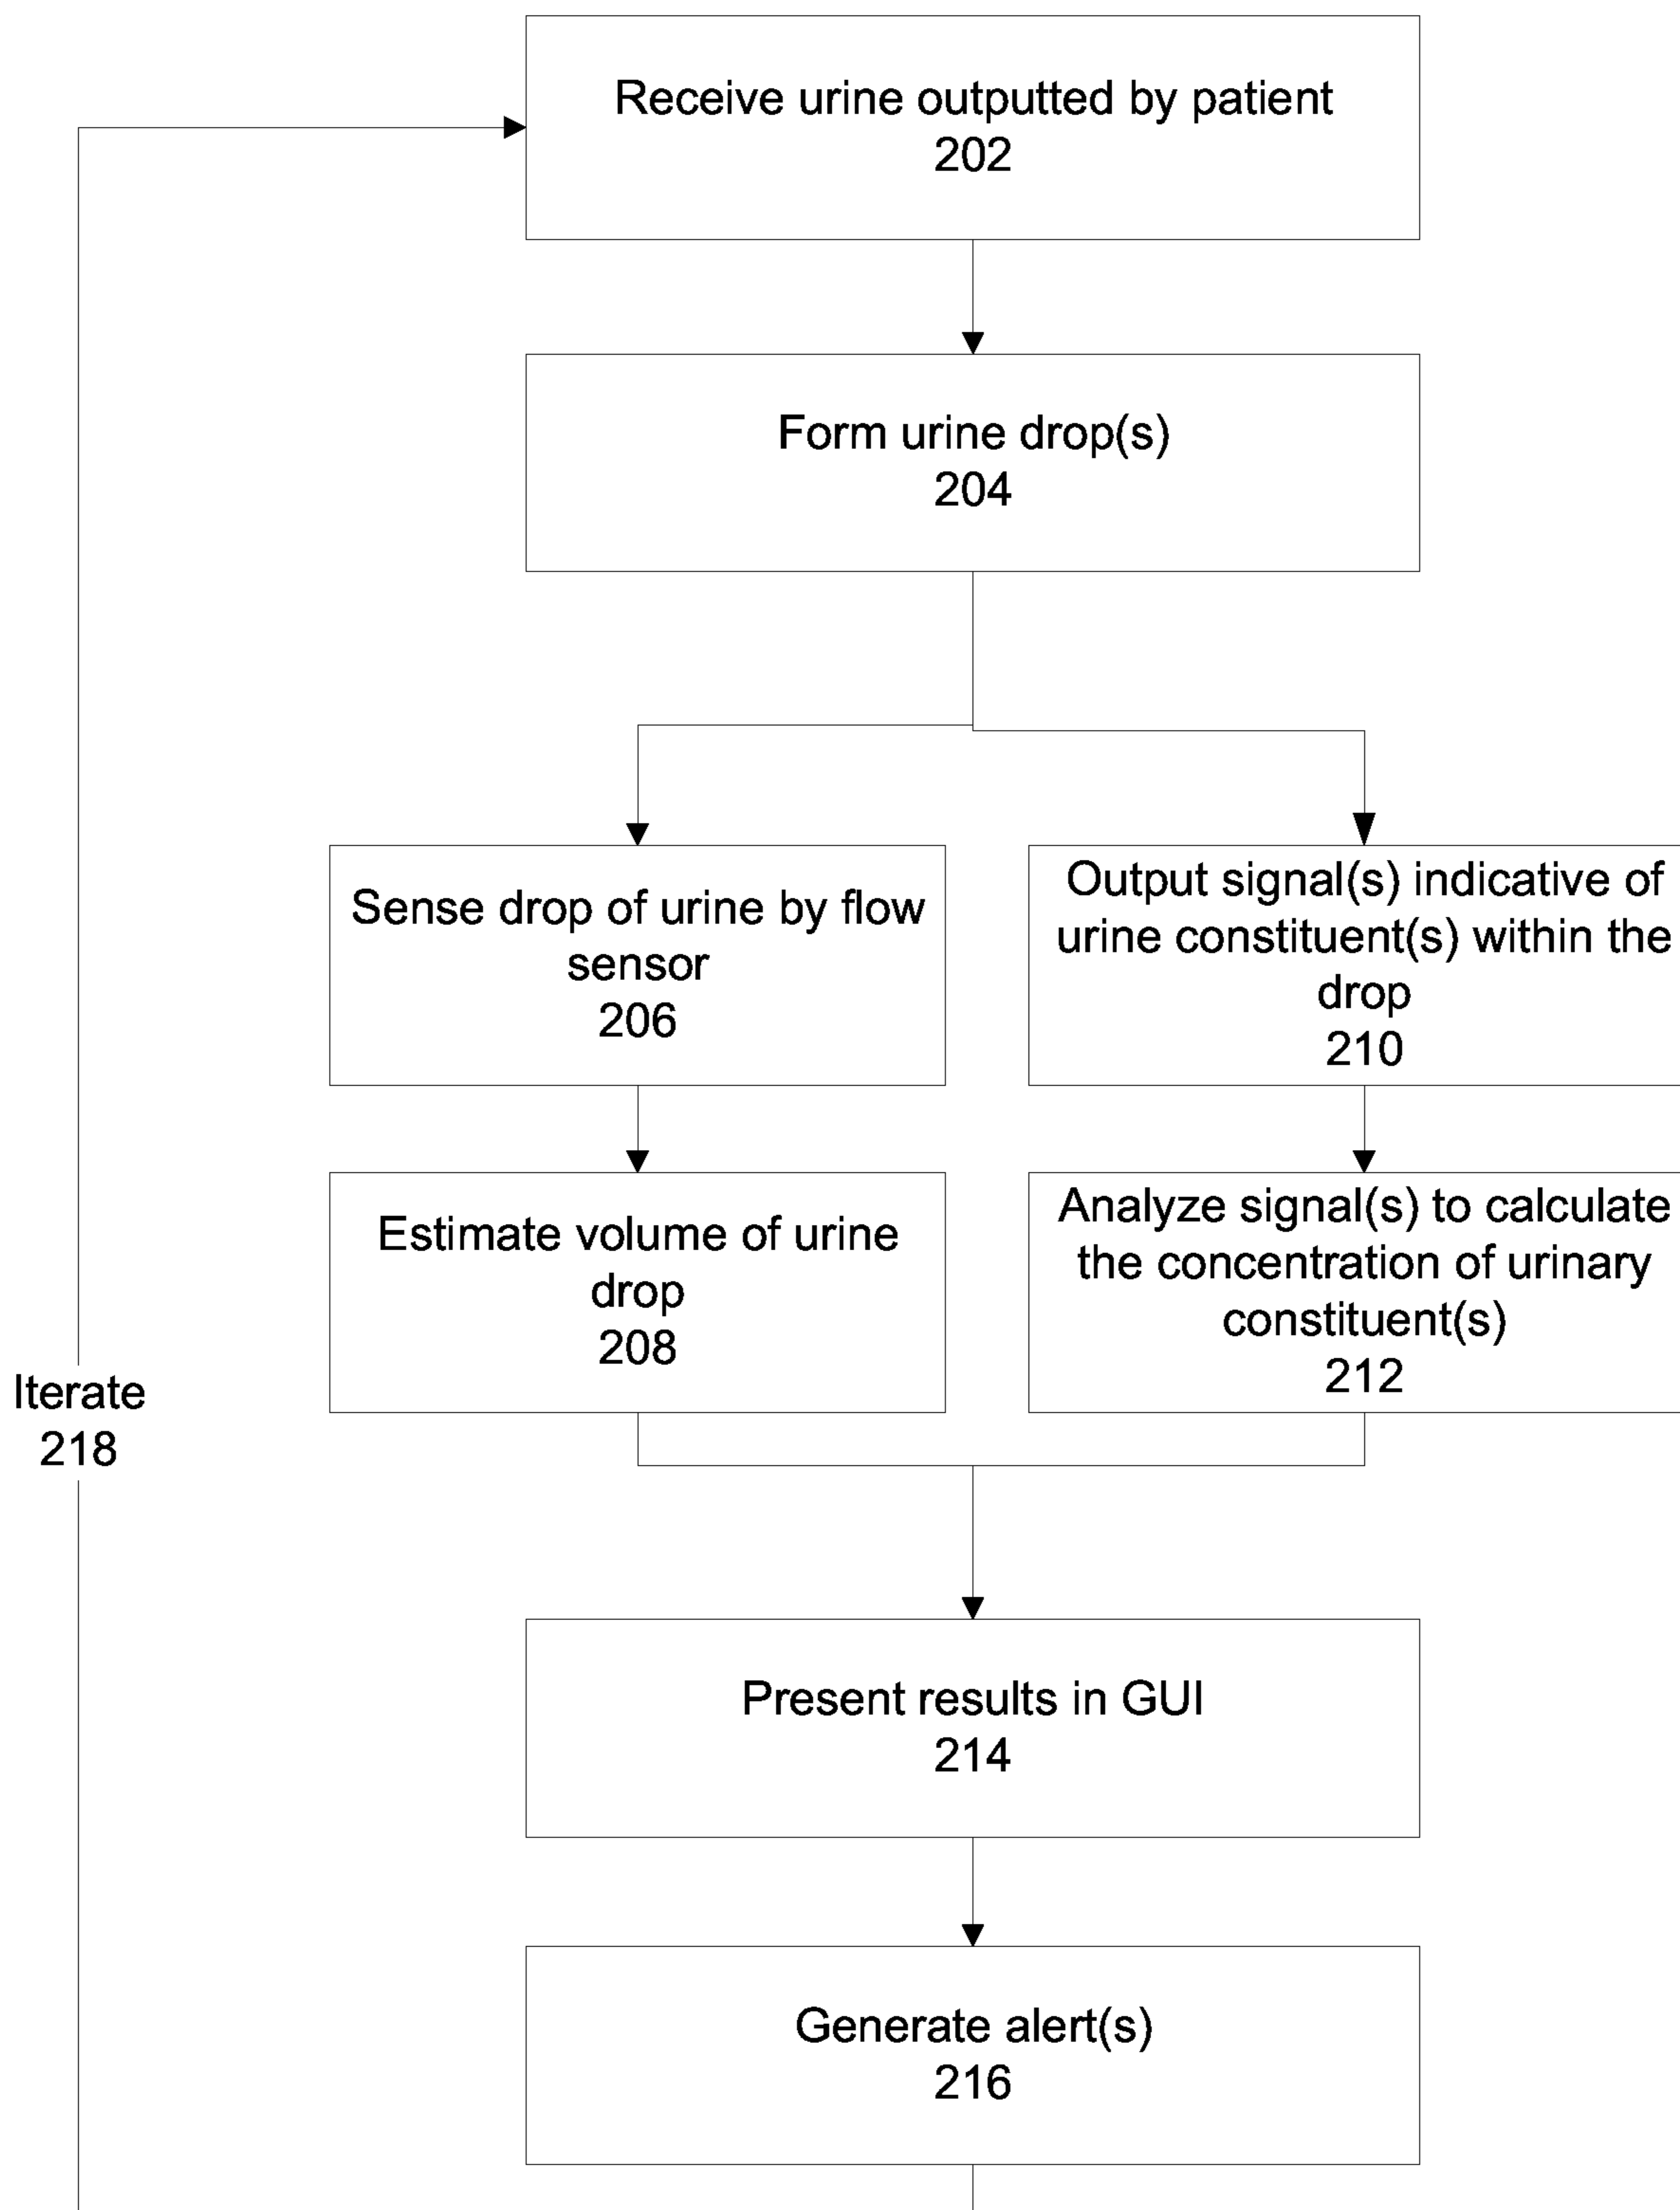 Receive urine outputted by patient
202
Form urine drop(s)
204
Sense drop of urine by flow
sensor
206
Output signal(s) indicative of
urine constituent(s) within the
drop
210
Estimate volume of urine
drop
208
Analyze signal(s) to calculate
the concentration of urinary
constituent(s)
212
Iterate
218
Present results in GUI
214
Generate alert(s)
216